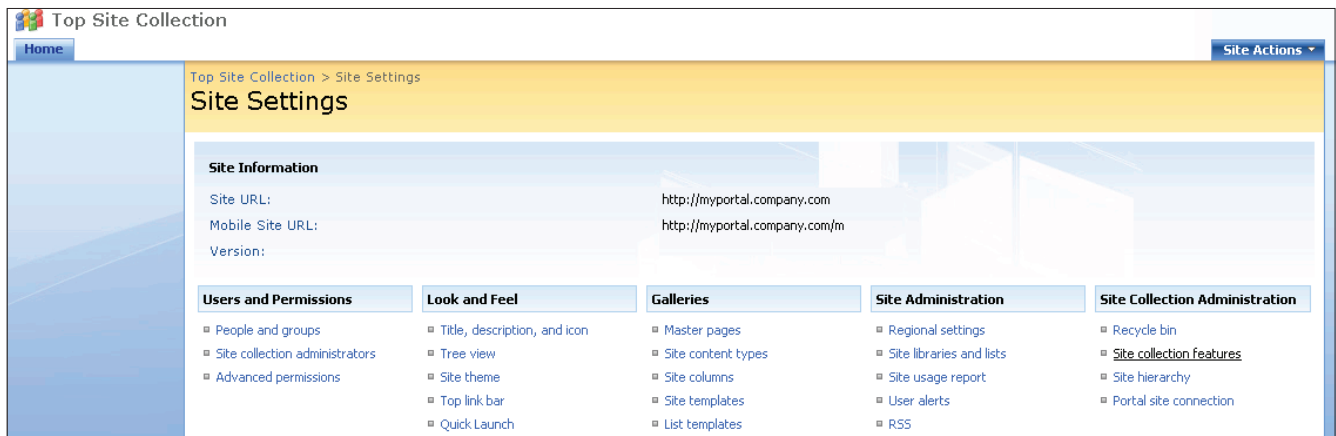 Top Site Collection
Home
Site Actions
Top Site Collection > Site Settings
Site Settings
Site Information
Site URL: http://myportal.company.com
Mobile Site URL: http://myportal.company.com/m
Version:
Users and Permissions
People and groups
Site collection administrators
Advanced permissions
Look and Feel
Title, description, and icon
Tree view
Site theme
Top link bar
Quick Launch
Galleries
Master pages
Site content types
Site columns
Site templates
List templates
Site Administration
Regional settings
Site libraries and lists
Site usage report
User alerts
RSS
Site Collection Administration
Recycle bin
Site collection features
Site hierarchy
Portal site connection